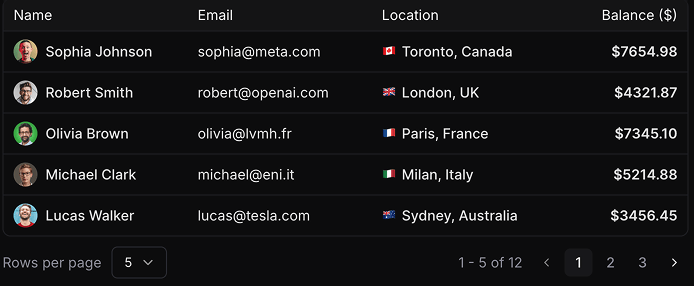 Name Email Location Balance ($)
Sophia Johnson sophia@meta.com Toronto, Canada $7654.98
Robert Smith robert@openai.com London, UK $4321.87
Olivia Brown olivia@lvmh.fr Paris, France $7345.10
Michael Clark michael@eni.it Milan, Italy $5214.88
Lucas Walker lucas@tesla.com Sydney, Australia $3456.45
Rows per page 5 1 - 5 of 12 1 2 3